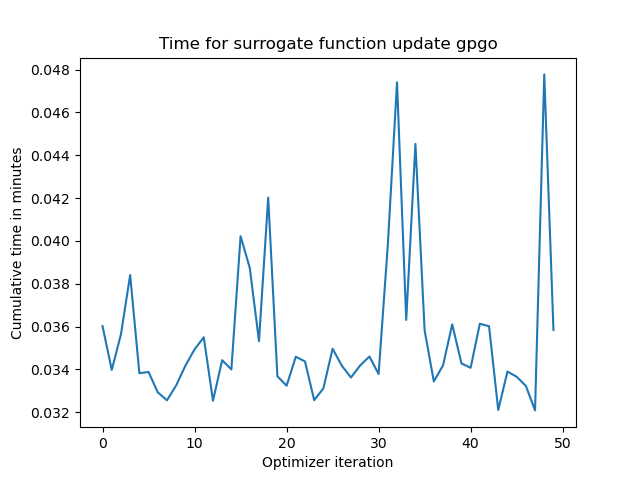 Time for surrogate function update gpgo
Cumulative time in minutes
0.048
0.046
0.044
0.042
0.040
0.038
0.036
0.034
0.032
0 10 20 30 40 50
Optimizer iteration